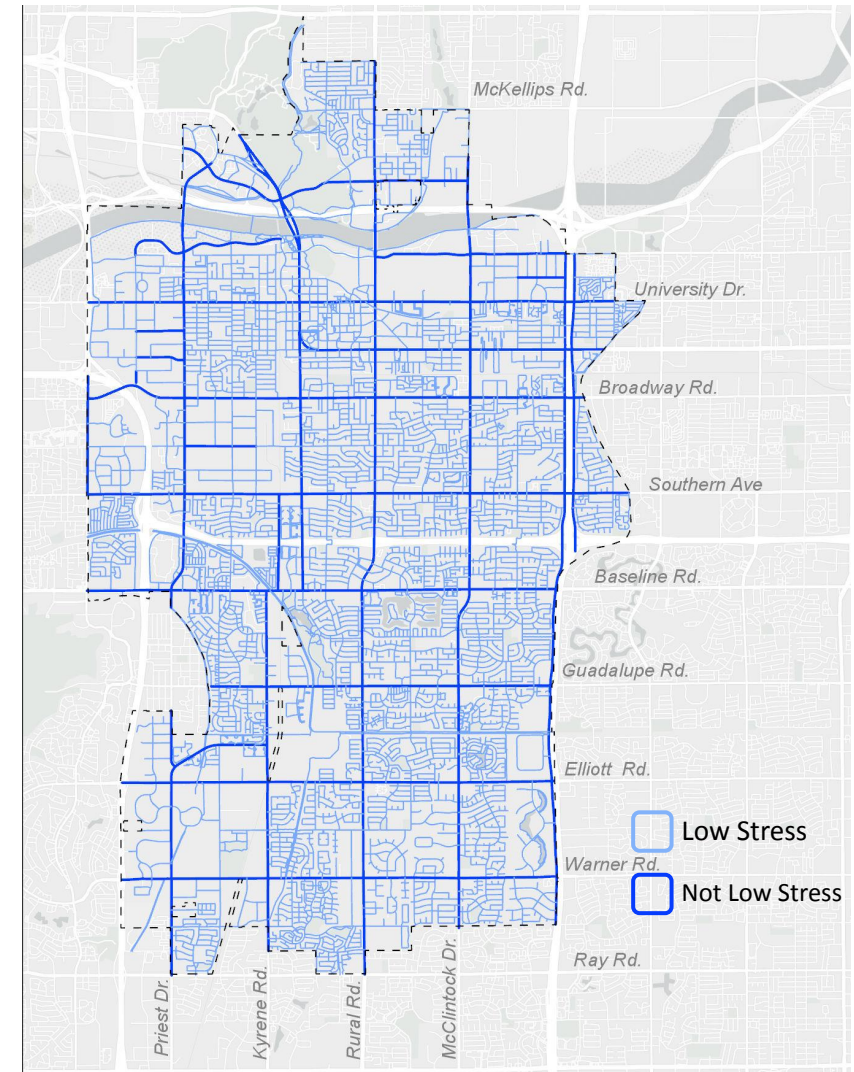 McKellips Rd.
University Dr.
Broadway Rd.
Southern Ave
Baseline Rd.
Guadalupe Rd.
Elliott Rd.
Low Stress
Warner Rd.
Not Low Stress
Ray Rd.
Priest Dr.
Kyrene Rd.
Rural Rd.
McClintock Dr.